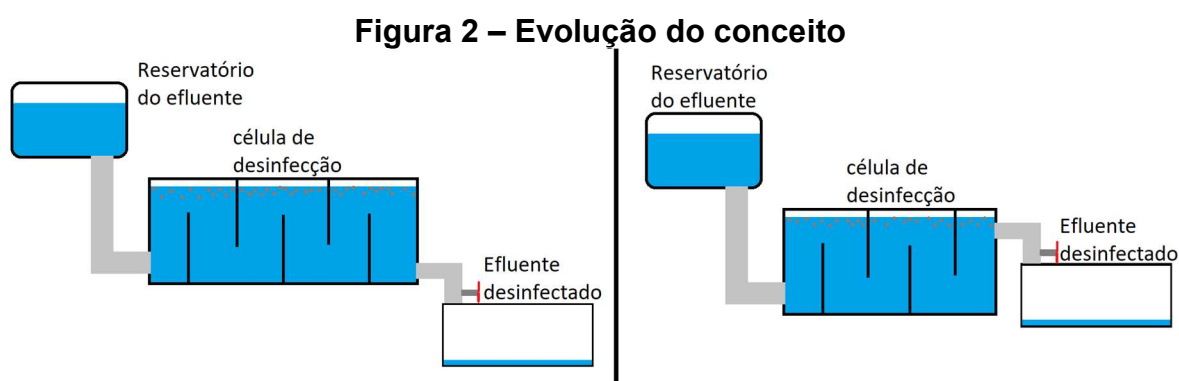 Figura 2 – Evolução do conceito
Reservatório
do efluente
célula de
desinfecção
Efluente
desinfectado
Reservatório
do efluente
célula de
desinfecção
Efluente
desinfectado